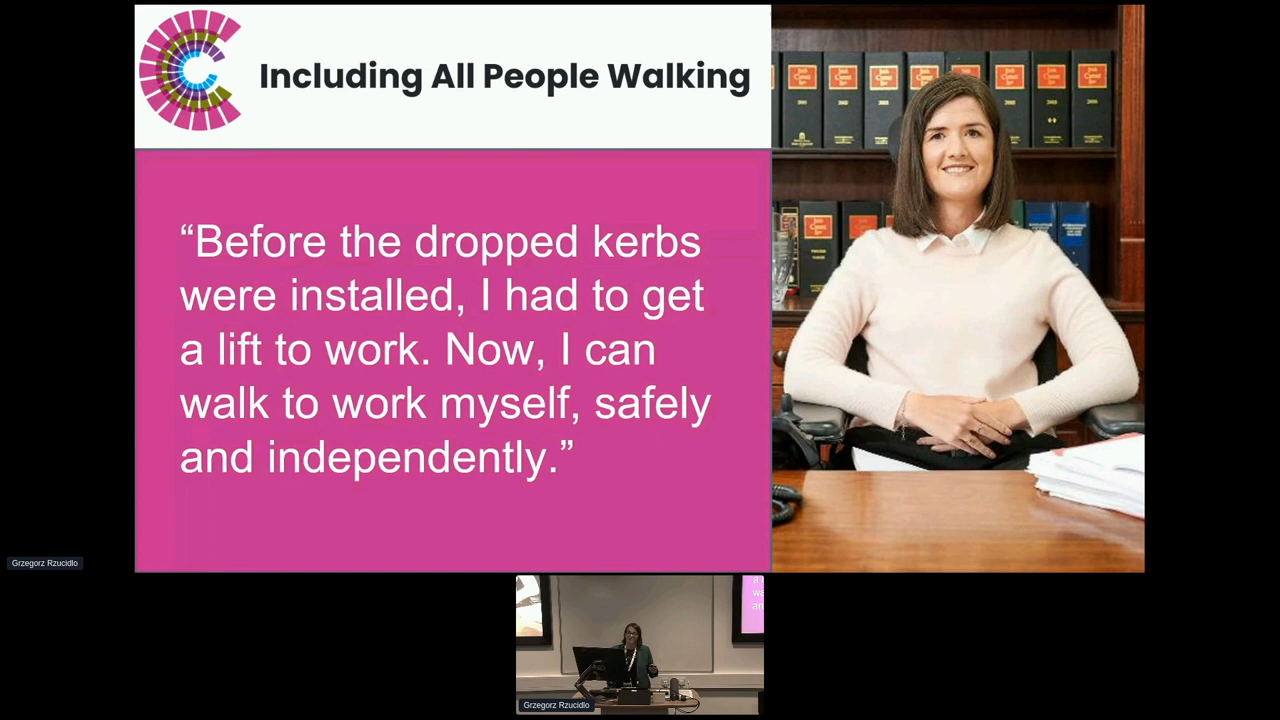 Including All People Walking
“Before the dropped kerbs
were installed, I had to get
a lift to work. Now, I can
walk to work myself, safely
and independently.”
Grzegorz Rzucidlo
Grzegorz Rzucidlo